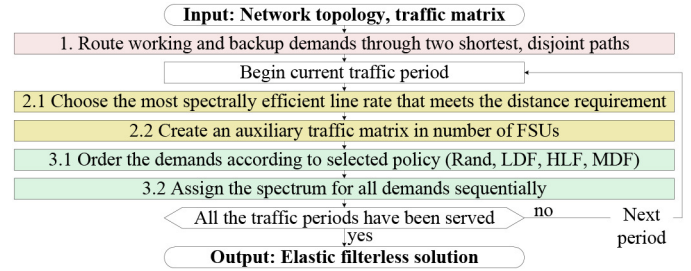 Input: Network topology, traffic matrix
1. Route working and backup demands through two shortest, disjoint paths
Begin current traffic period
2.1 Choose the most spectrally efficient line rate that meets the distance requirement
2.2 Create an auxiliary traffic matrix in number of FSUs
3.1 Order the demands according to selected policy (Rand, LDF, HLF, MDF)
3.2 Assign the spectrum for all demands sequentially
All the traffic periods have been served
no
Next
period
yes
Output: Elastic filterless solution